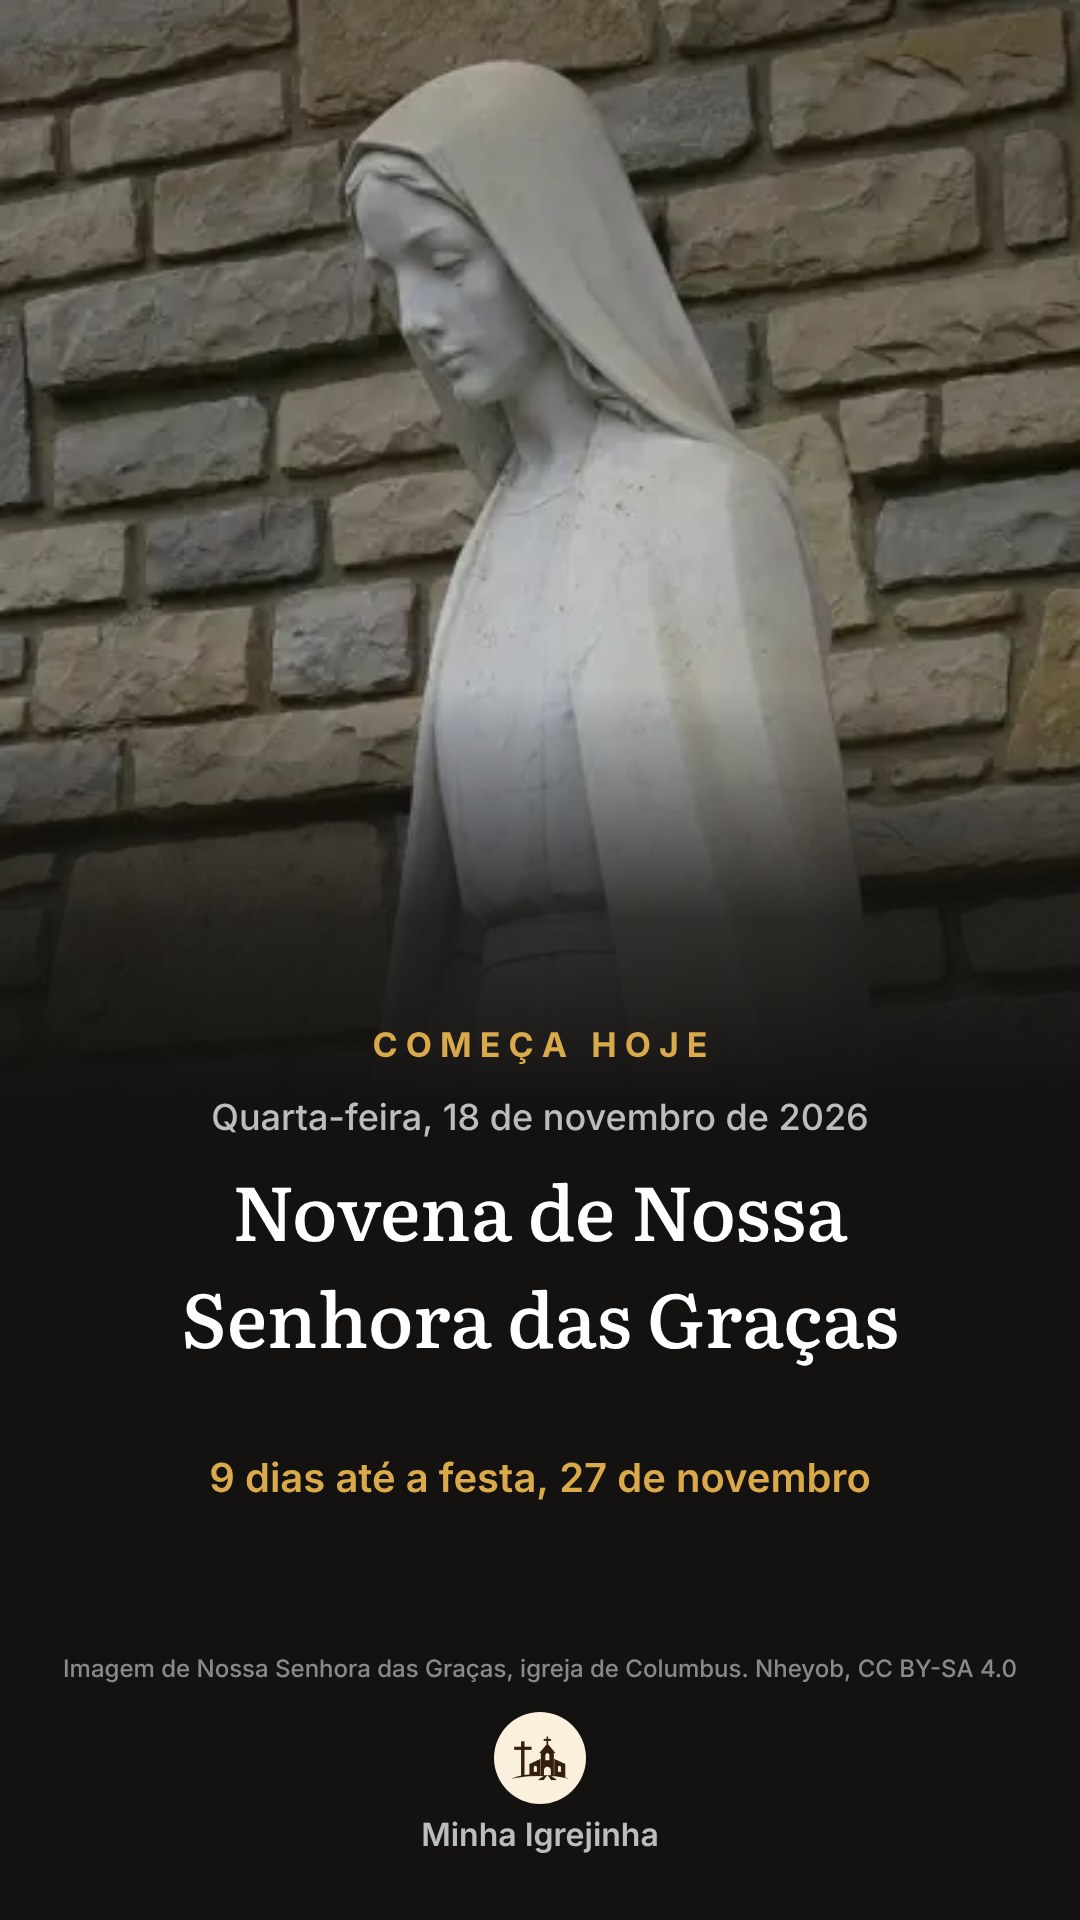 COMEÇA HOJE
Quarta-feira, 18 de novembro de 2026
Novena de Nossa
Senhora das Graças
9 dias até a festa, 27 de novembro
Imagem de Nossa Senhora das Graças, igreja de Columbus. Nheyob, CC BY-SA 4.0
Minha Igrejinha